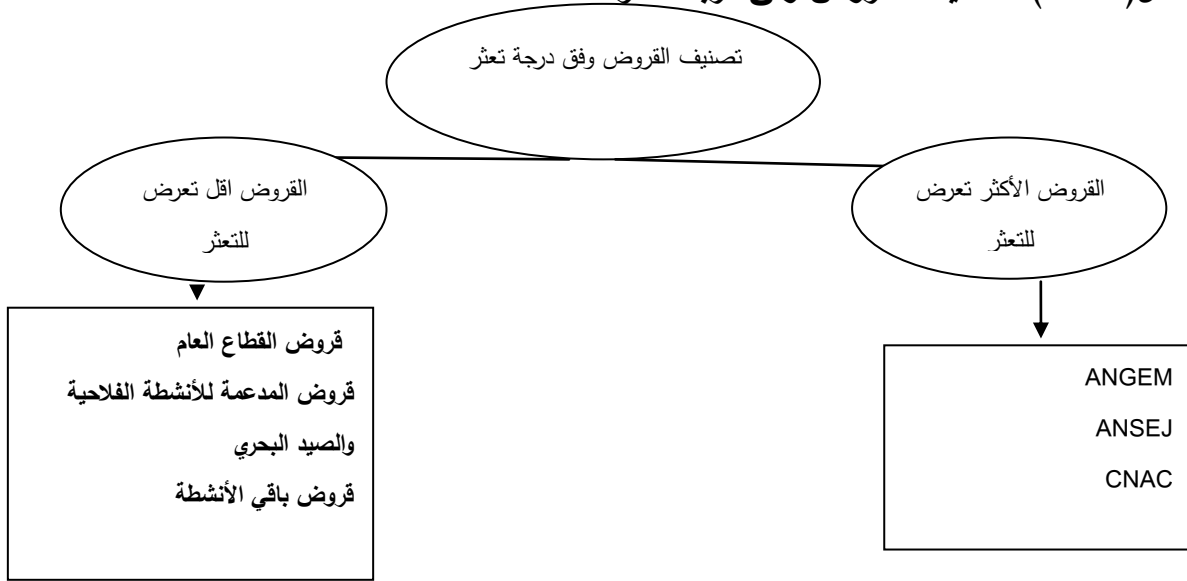 تصنيف القروض وفق درجة تعثر
القروض الأكثر تعرض
للتعثر
القروض اقل تعرض
للتعثر
ANGEM
ANSEJ
CNAC
قروض القطاع العام
قروض المدعمة للأنشطة الفلاحية
والصيد البحري
قروض باقي الأنشطة